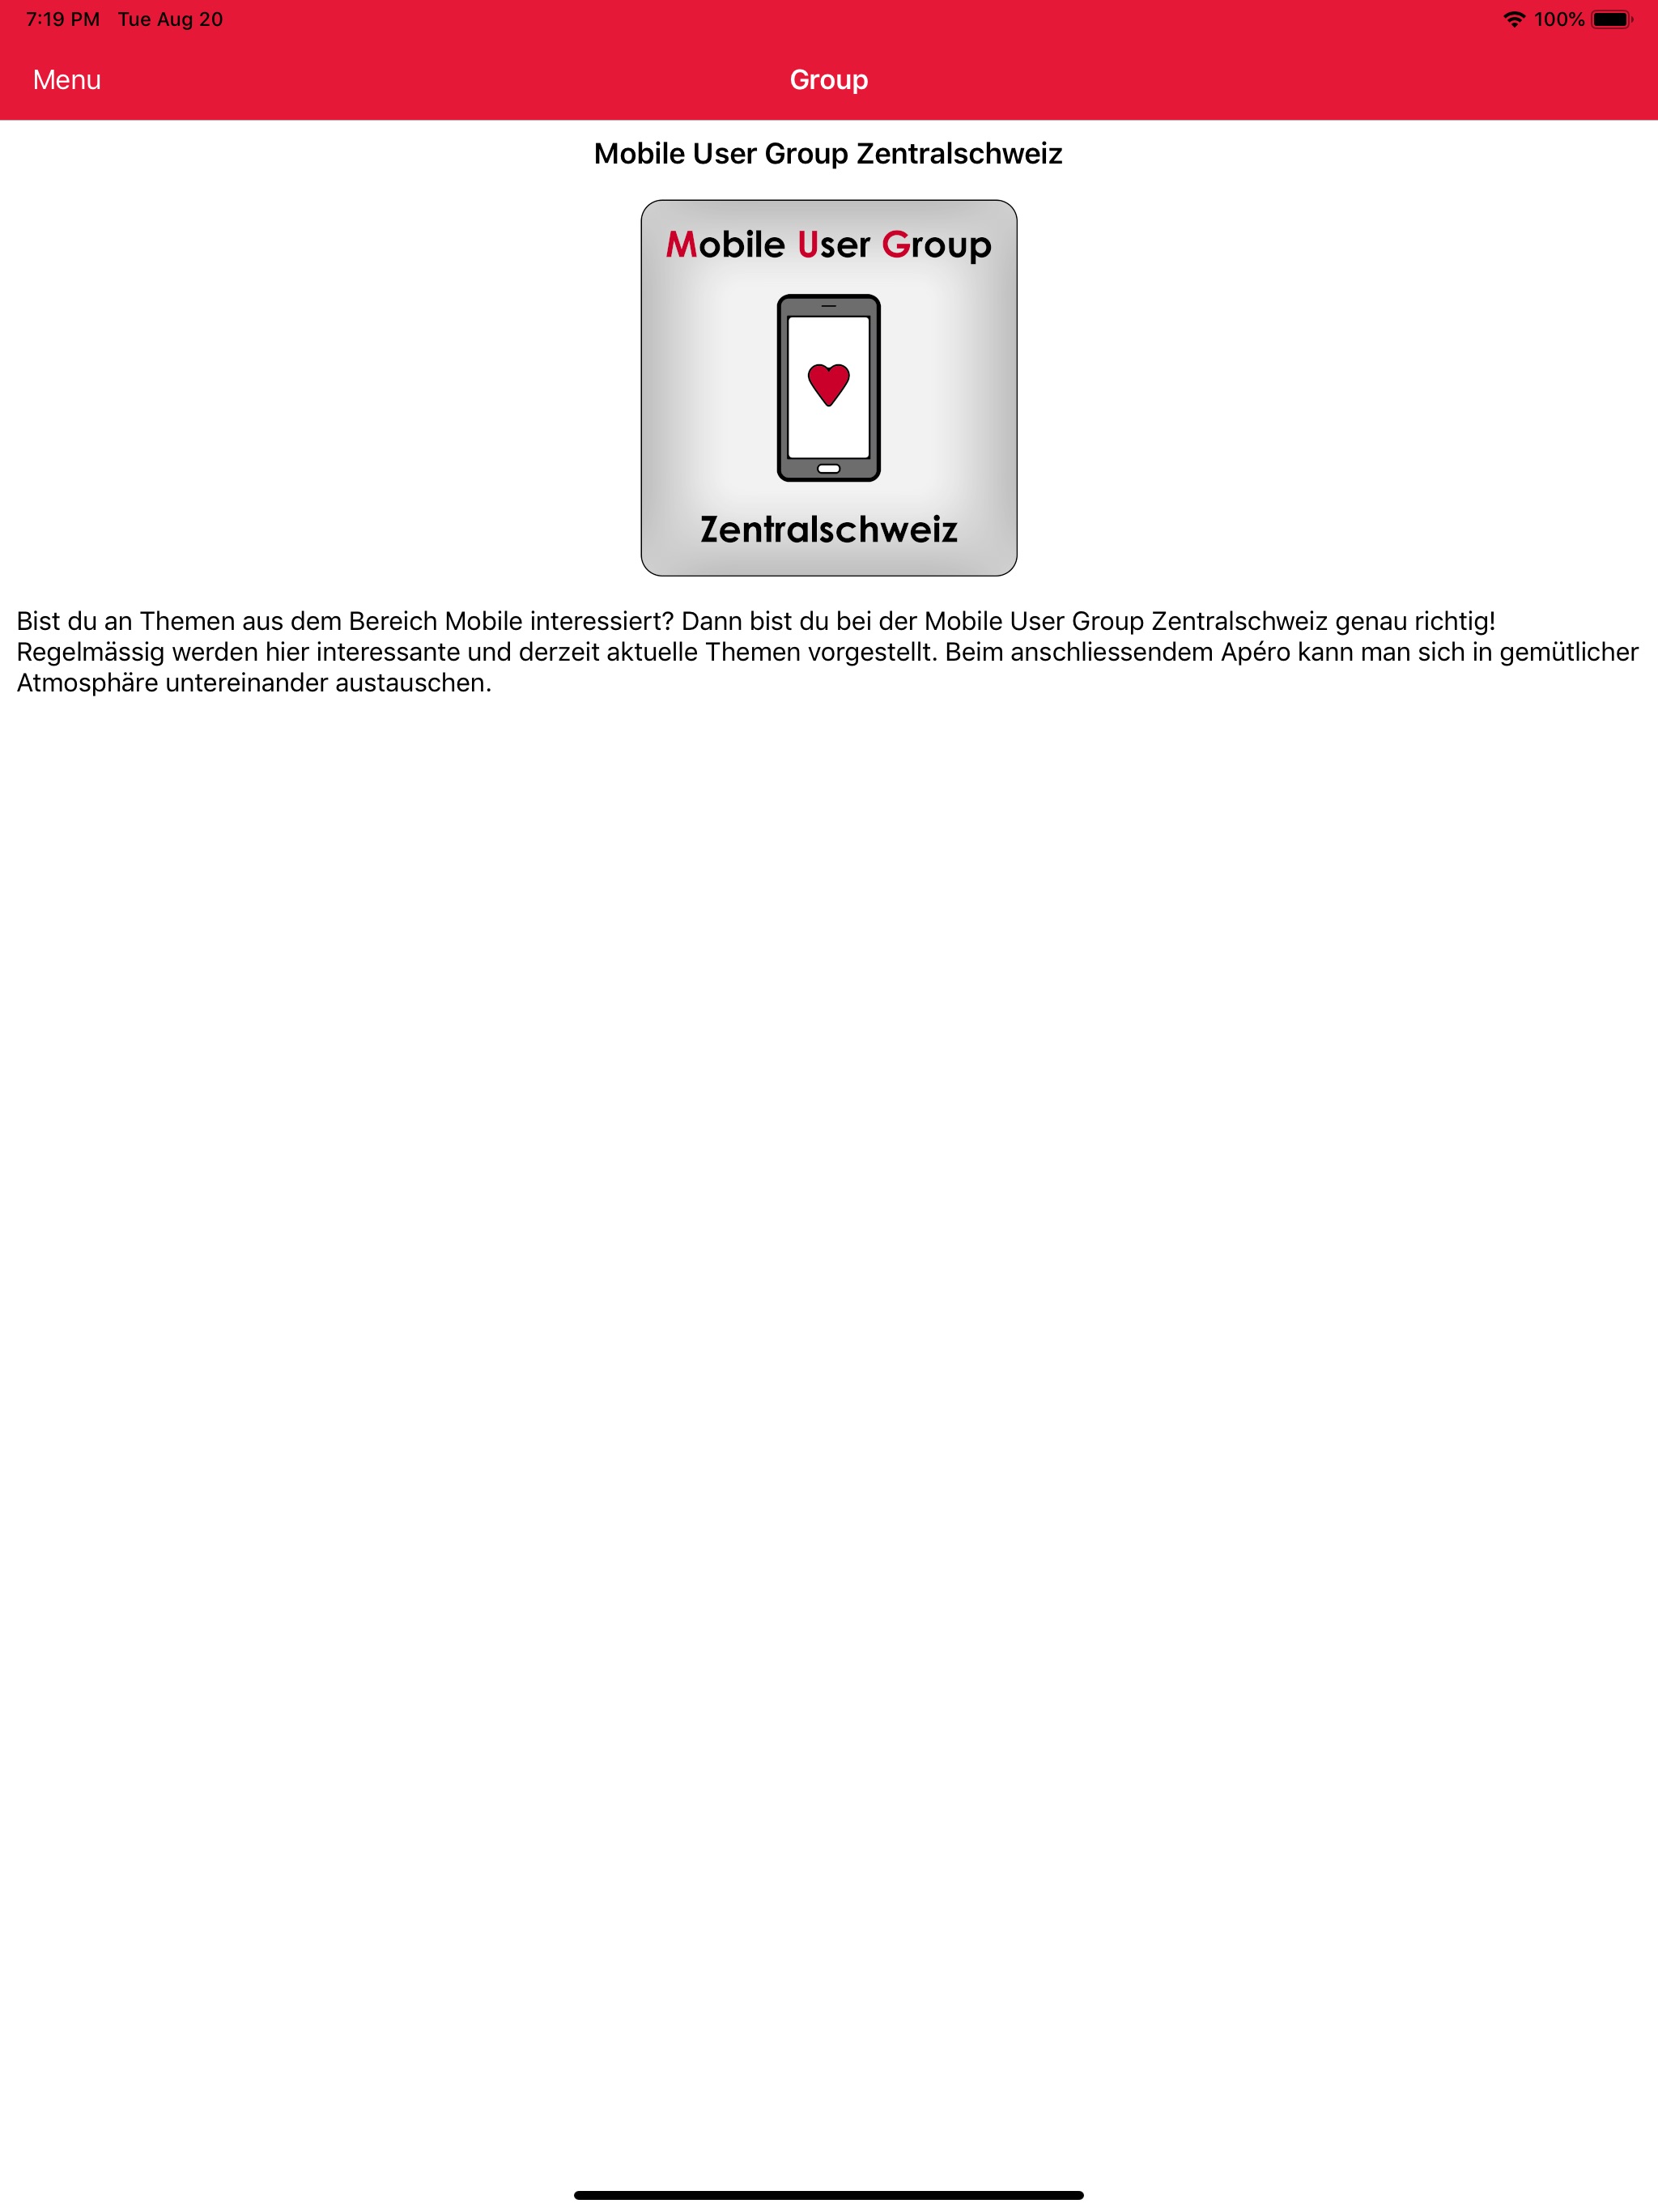 7:19 PM Tue Aug 20 100%
Menu Group
Mobile User Group Zentralschweiz
Mobile User Group
Zentralschweiz
Bist du an Themen aus dem Bereich Mobile interessiert? Dann bist du bei der Mobile User Group Zentralschweiz genau richtig!
Regelmässig werden hier interessante und derzeit aktuelle Themen vorgestellt. Beim anschliessendem Apéro kann man sich in gemütlicher
Atmosphäre untereinander austauschen.